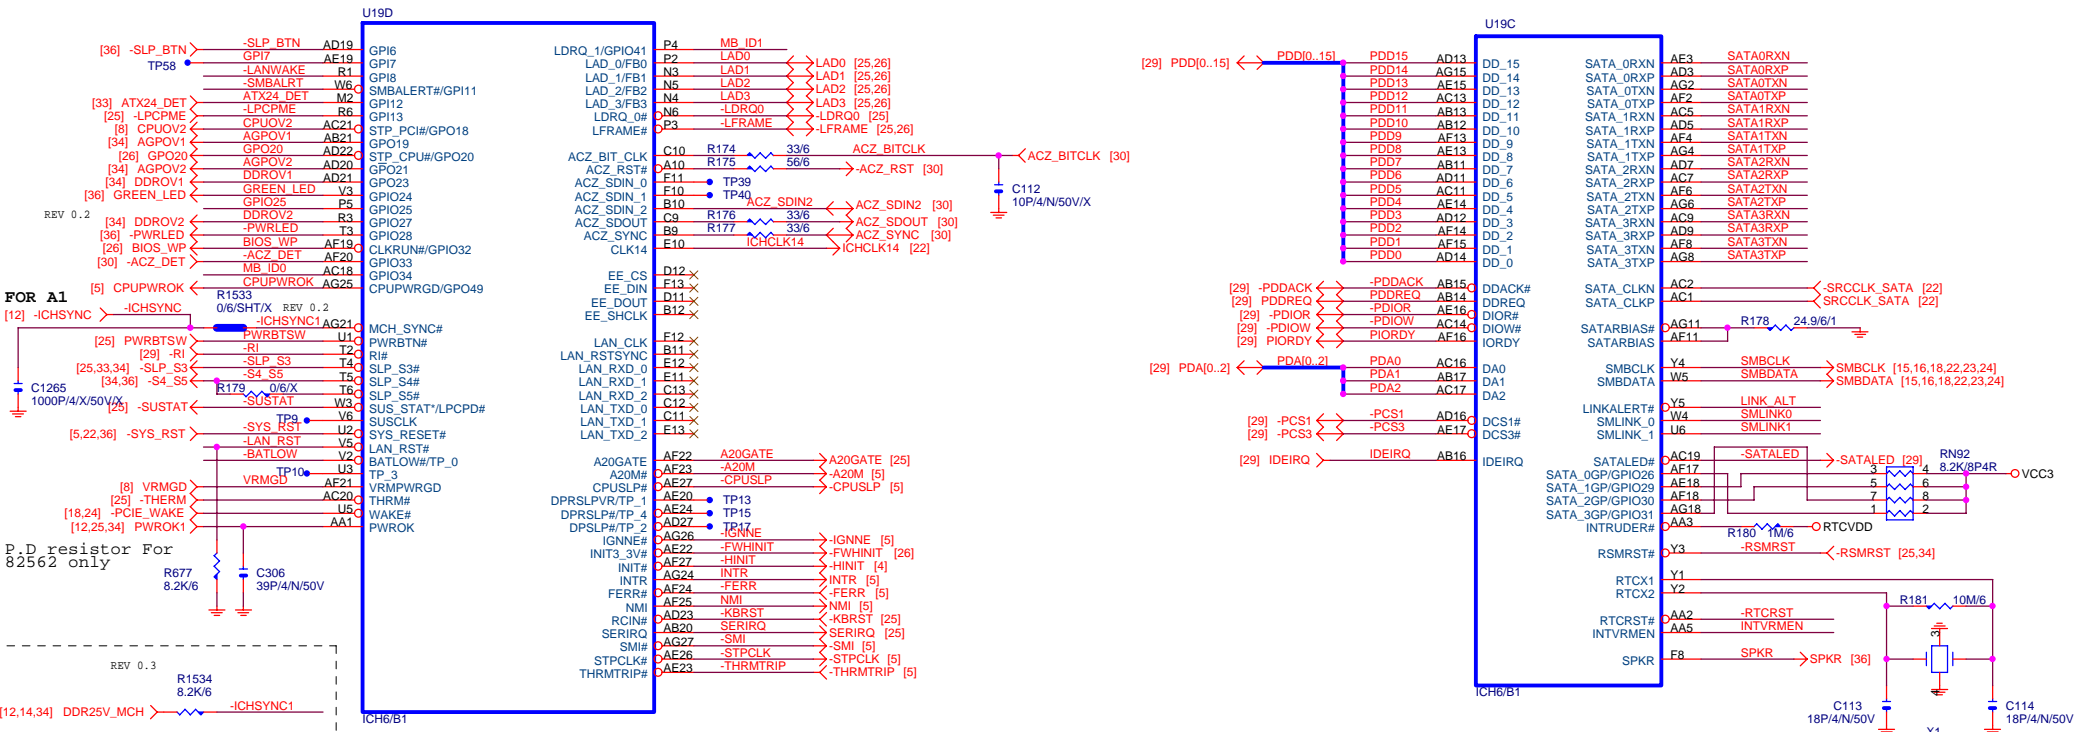 U19D
[36] -SLP_BTN -SLP_BTN AD19 GPI6 LDRQ_1/GPIO41 P4 MB_ID1
TP58 GPI7 AE19 GPI7 LAD_0/FB0 P2 LAD0 LAD0 [25,26]
-LANWAKE R1 GPI8 LAD_1/FB1 N3 LAD1 LAD1 [25,26]
-SMBALRT W6 SMBALERT#/GPI11 LAD_2/FB2 N5 LAD2 LAD2 [25,26]
[33] ATX24_DET ATX24_DET M2 GPI12 LAD_3/FB3 N4 LAD3 LAD3 [25,26]
[25] -LPCPME -LPCPME R6 GPI13 LDRQ_0# N6 -LDRQ0 -LDRQ0 [25]
[8] CPUOV2 CPUOV2 AC21 STP_PCI#/GPO18 LFRAME# P3 -LFRAME -LFRAME [25,26]
[34] AGPOV1 AGPOV1 AB21 GPO19
[26] GPO20 GPO20 AD22 STP_CPU#/GPO20 ACZ_BIT_CLK C10 R174 33/6 ACZ_BITCLK ACZ_BITCLK [30]
[34] AGPOV2 AGPOV2 AD20 GPO21 ACZ_RST# A10 R175 56/6 -ACZ_RST [30]
[34] DDROV1 DDROV1 AD21 GPO23 ACZ_SDIN_0 F11 TP39
[36] GREEN_LED GREEN_LED V3 GPIO24 ACZ_SDIN_1 F10 TP40
C112
10P/4/N/50V/X
REV 0.2
GPIO25 P5 GPIO25 ACZ_SDIN_2 B10 ACZ_SDIN2 ACZ_SDIN2 [30]
[34] DDROV2 DDROV2 R3 GPIO27 ACZ_SDOUT C9 R176 33/6 ACZ_SDOUT [30]
[36] -PWRLED -PWRLED T3 GPIO28 ACZ_SYNC B9 R177 33/6 ACZ_SYNC [30]
[26] BIOS_WP BIOS_WP AF19 CLKRUN#/GPIO32 CLK14 E10 ICHCLK14 ICHCLK14 [22]
[30] -ACZ_DET -ACZ_DET AF20 GPIO33
MB_ID0 AC18 GPIO34 EE_CS D12
[5] CPUPWROK CPUPWROK AG25 CPUPWRGD/GPO49 EE_DIN F13
EE_DOUT D11
EE_SHCLK B12
FOR A1
R1533
0/6/SHT/X REV 0.2
[12] -ICHSYNC -ICHSYNC
-ICHSYNC1 AG21 MCH_SYNC#
[25] PWRBTSW PWRBTSW U1 PWRBTN# LAN_CLK F12
[29] -RI -RI T2 RI# LAN_RSTSYNC B11
[25,33,34] -SLP_S3 -SLP_S3 T4 SLP_S3# LAN_RXD_0 E12
[34,36] -S4_S5 -S4_S5 T5 SLP_S4# LAN_RXD_1 E11
R179 0/6/X T6 SLP_S5# LAN_RXD_2 C13
C1265
1000P/4/X/50V/X
[25] -SUSTAT -SUSTAT W3 SUS_STAT*/LPCPD# LAN_TXD_0 C12
TP9 V6 SUSCLK LAN_TXD_1 C11
[5,22,36] -SYS_RST -SYS_RST U2 SYS_RESET# LAN_TXD_2 E13
-LAN_RST V5 LAN_RST#
-BATLOW V2 BATLOW#/TP_0 A20GATE AF22 A20GATE A20GATE [25]
TP10 U3 TP_3 A20M# AF23 -A20M -A20M [5]
[8] VRMGD VRMGD AF21 VRMPWRGD CPUSLP# AE27 -CPUSLP -CPUSLP [5]
[25] -THERM AC20 THRM# DPRSLPVR/TP_1 AE20 TP13
[18,24] -PCIE_WAKE U5 WAKE# DPRSLP#/TP_4 AE24 TP15
[12,25,34] PWROK1 AA1 PWROK DPSLP#/TP_2 AD27 TP17
IGNNE# AG26 -IGNNE -IGNNE [5]
P.D resistor For
82562 only
INIT3_3V# AE22 -FWHINIT -FWHINIT [26]
R677
8.2K/6
C306
39P/4/N/50V
INIT# AF27 -HINIT -HINIT [4]
INTR AG24 INTR INTR [5]
FERR# AF24 -FERR -FERR [5]
NMI AF25 NMI NMI [5]
RCIN# AD23 -KBRST -KBRST [25]
SERIRQ AB20 SERIRQ SERIRQ [25]
SMI# AG27 -SMI -SMI [5]
STPCLK# AE26 -STPCLK -STPCLK [5]
THRMTRIP# AE23 -THRMTRIP -THRMTRIP [5]
REV 0.3
R1534
8.2K/6
[12,14,34] DDR25V_MCH -ICHSYNC1
ICH6/B1
U19C
[29] PDD[0..15] PDD[0..15] PDD15 AD13 DD_15 SATA_0RXN AE3 SATA0RXN
PDD14 AG15 DD_14 SATA_0RXP AD3 SATA0RXP
PDD13 AE15 DD_13 SATA_0TXN AG2 SATA0TXN
PDD12 AC13 DD_12 SATA_0TXP AF2 SATA0TXP
PDD11 AB13 DD_11 SATA_1RXN AC5 SATA1RXN
PDD10 AB12 DD_10 SATA_1RXP AD5 SATA1RXP
PDD9 AF13 DD_9 SATA_1TXN AF4 SATA1TXN
PDD8 AE13 DD_8 SATA_1TXP AG4 SATA1TXP
PDD7 AB11 DD_7 SATA_2RXN AD7 SATA2RXN
PDD6 AD11 DD_6 SATA_2RXP AC7 SATA2RXP
PDD5 AC11 DD_5 SATA_2TXN AF6 SATA2TXN
PDD4 AE14 DD_4 SATA_2TXP AG6 SATA2TXP
PDD3 AD12 DD_3 SATA_3RXN AC9 SATA3RXN
PDD2 AF14 DD_2 SATA_3RXP AD9 SATA3RXP
PDD1 AF15 DD_1 SATA_3TXN AF8 SATA3TXN
PDD0 AD14 DD_0 SATA_3TXP AG8 SATA3TXP
[29] -PDDACK -PDDACK AB15 DDACK# SATA_CLKN AC2 -SRCCLK_SATA [22]
[29] PDDREQ PDDREQ AB14 DDREQ SATA_CLKP AC1 SRCCLK_SATA [22]
[29] -PDIOR -PDIOR AE16 DIOR#
[29] -PDIOW -PDIOW AC14 DIOW# SATARBIAS# AG11 R178 24.9/6/1
[29] PIORDY PIORDY AF16 IORDY SATARBIAS AF11
[29] PDA[0..2] PDA[0..2] PDA0 AC16 DA0 SMBCLK Y4 SMBCLK SMBCLK [15,16,18,22,23,24]
PDA1 AB17 DA1 SMBDATA W5 SMBDATA SMBDATA [15,16,18,22,23,24]
PDA2 AC17 DA2
LINKALERT# Y5 LINK_ALT
[29] -PCS1 -PCS1 AD16 DCS1# SMLINK_0 W4 SMLINK0
[29] -PCS3 -PCS3 AE17 DCS3# SMLINK_1 U6 SMLINK1
[29] IDEIRQ IDEIRQ AB16 IDEIRQ SATALED# AC19 -SATALED -SATALED [29]
RN92
8.2K/8P4R
SATA_0GP/GPIO26 AF17 3 4 VCC3
SATA_1GP/GPIO29 AE18 5 6
SATA_2GP/GPIO30 AF18 7 8
SATA_3GP/GPIO31 AG18 1 2
INTRUDER# AA3 R180 1M/6 RTCVDD
RSMRST# Y3 -RSMRST -RSMRST [25,34]
RTCX1 Y1
RTCX2 Y2
R181 10M/6
RTCRST# AA2 -RTCRST
INTVRMEN AA5 INTVRMEN
3
SPKR F8 SPKR SPKR [36]
4
ICH6/B1
C113
18P/4/N/50V
C114
18P/4/N/50V
X1